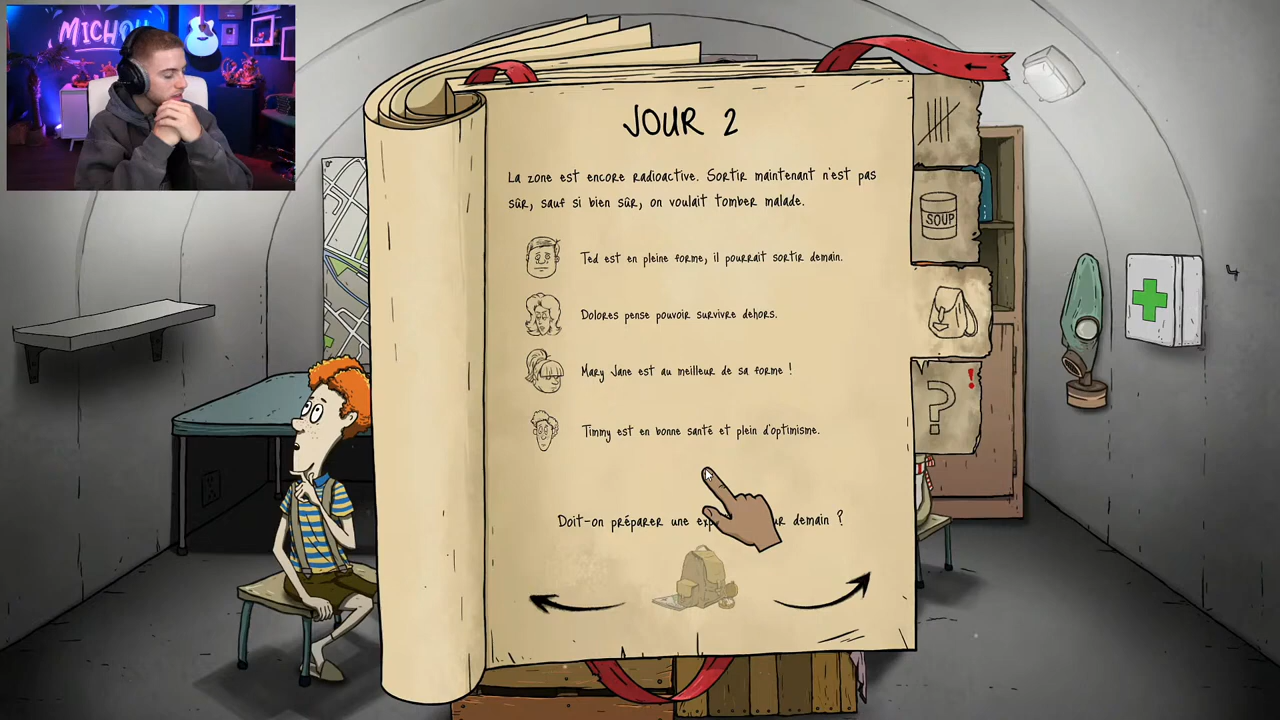 MICHOU
JOUR 2
La zone est encore radioactive. Sortir maintenant n'est pas
sûr, sauf si bien sûr, on voulait tomber malade.
SOUP
Ted est en pleine forme, il pourrait sortir demain.
Dolores pense pouvoir survivre dehors.
Mary Jane est au meilleur de sa forme !
?
!
Timmy est en bonne santé et plein d'optimisme.
Doit-on préparer une demain ?